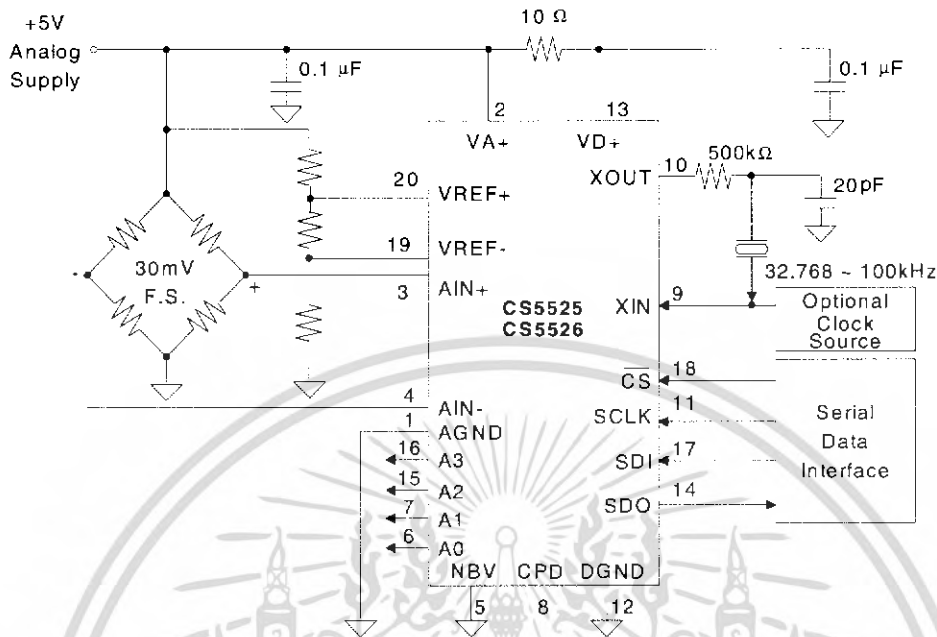 +5V
Analog
Supply
10 Ω
0.1 µF
0.1 µF
2
13
VA+
VD+
20
VREF+
19
VREF-
3
AIN+
30mV
F.S.
-
+
CS5525
CS5526
XOUT
10
500kΩ
20pF
32.768 ~ 100kHz
XIN
9
Optional
Clock
Source
CS
18
SCLK
11
SDI
17
SDO
14
Serial
Data
Interface
4
AIN-
1
AGND
16
A3
15
A2
7
A1
6
A0
NBV
CPD
DGND
5
8
12